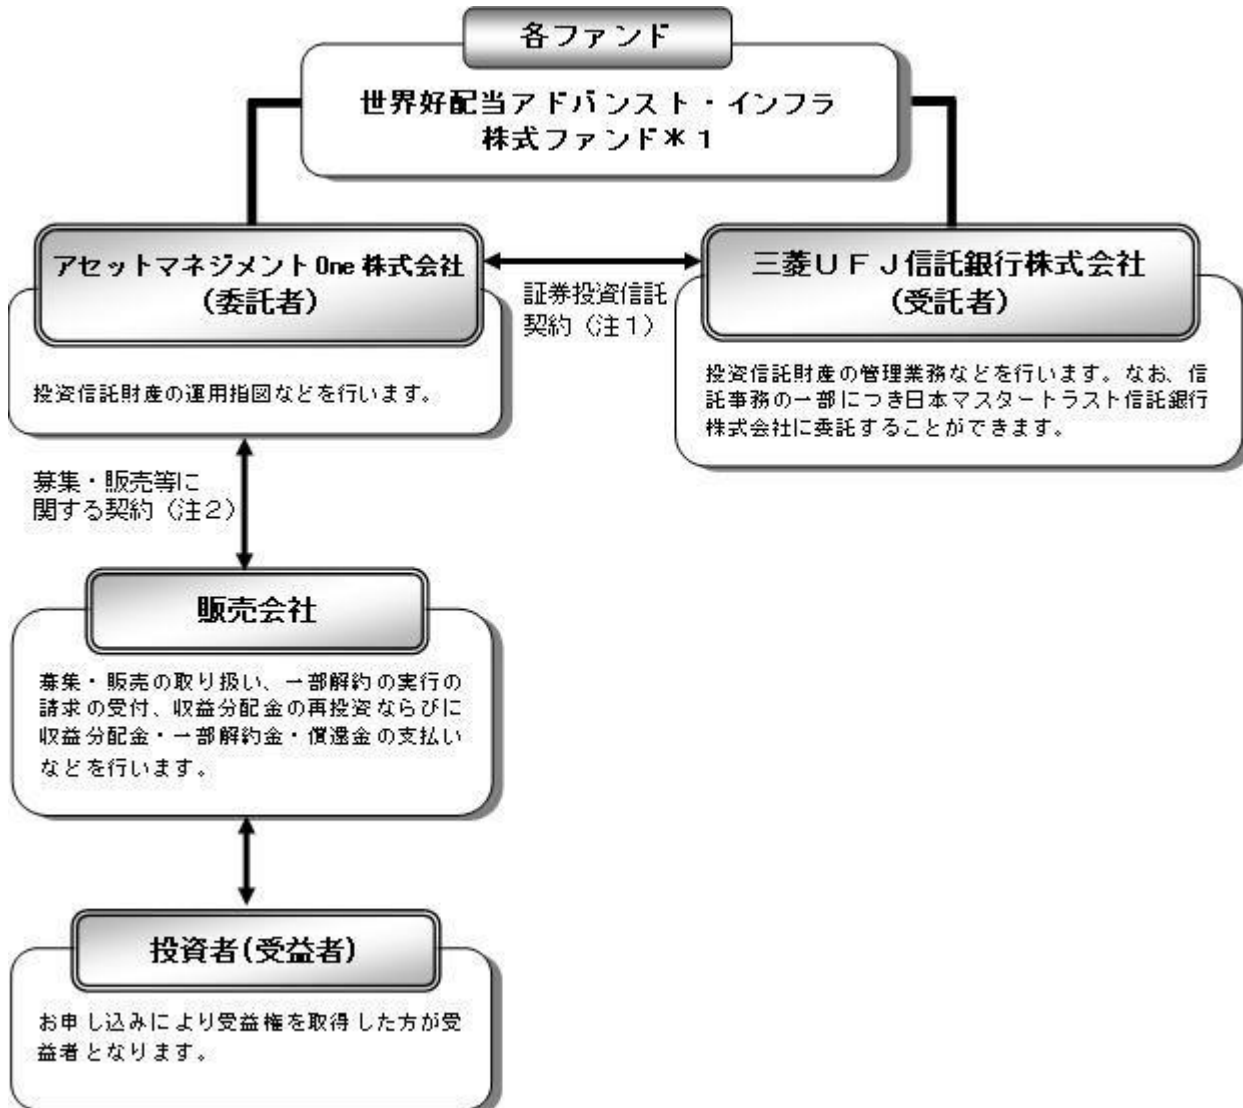 各ファンド
世界好配当アドバンスト・インフラ
株式ファンド＊１
アセットマネジメントOne 株式会社
(委託者)
三菱ＵＦＪ信託銀行株式会社
(受託者)
証券投資信託
契約（注１）
投資信託財産の運用指図などを行います。
投資信託財産の管理業務などを行います。なお、信
託事務の一部につき日本マスタートラスト信託銀行
株式会社に委託することができます。
募集・販売等に
関する契約（注２）
販売会社
募集・販売の取り扱い、一部解約の実行の
請求の受付、収益分配金の再投資ならびに
収益分配金・一部解約金・償還金の支払い
などを行います。
投資者(受益者)
お申し込みにより受益権を取得した方が受
益者となります。